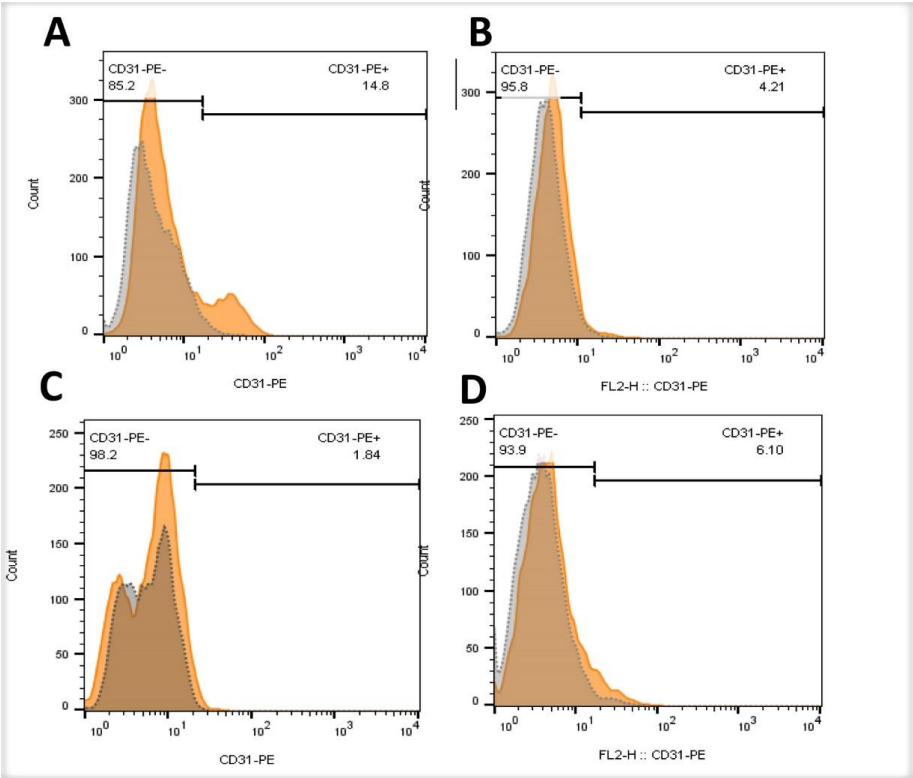 A
CD31-PE- CD31-PE+
85.2 14.8
300
200
100
0
Count
10^0 10^1 10^2 10^3 10^4
CD31-PE
B
CD31-PE- CD31-PE+
95.8 4.21
300
200
100
0
Count
10^0 10^1 10^2 10^3 10^4
FL2-H :: CD31-PE
C
CD31-PE- CD31-PE+
98.2 1.84
250
200
150
100
50
0
Count
10^0 10^1 10^2 10^3 10^4
CD31-PE
D
CD31-PE- CD31-PE+
93.9 6.10
250
200
150
100
50
0
Count
10^0 10^1 10^2 10^3 10^4
FL2-H :: CD31-PE